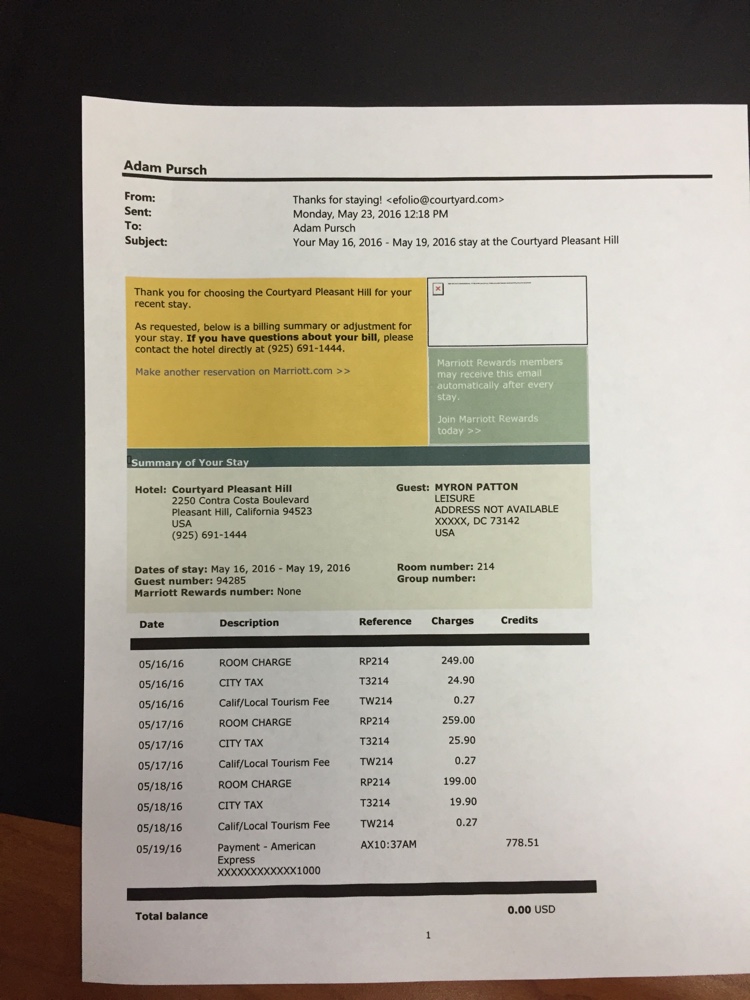 Adam Pursch
From: Thanks for staying! <efolio@courtyard.com>
Sent: Monday, May 23, 2016 12:18 PM
To: Adam Pursch
Subject: Your May 16, 2016 - May 19, 2016 stay at the Courtyard Pleasant Hill
Thank you for choosing the Courtyard Pleasant Hill for your
recent stay.
As requested, below is a billing summary or adjustment for
your stay. If you have questions about your bill, please
contact the hotel directly at (925) 691-1444.
Make another reservation on Marriott.com >>
Marriott Rewards members
may receive this email
automatically after every
stay.
Join Marriott Rewards
today >>
Summary of Your Stay
Hotel: Courtyard Pleasant Hill
2250 Contra Costa Boulevard
Pleasant Hill, California 94523
USA
(925) 691-1444
Guest: MYRON PATTON
LEISURE
ADDRESS NOT AVAILABLE
XXXXX, DC 73142
USA
Dates of stay: May 16, 2016 - May 19, 2016
Guest number: 94285
Marriott Rewards number: None
Room number: 214
Group number:
Date Description Reference Charges Credits
05/16/16 ROOM CHARGE RP214 249.00
05/16/16 CITY TAX T3214 24.90
05/16/16 Calif/Local Tourism Fee TW214 0.27
05/17/16 ROOM CHARGE RP214 259.00
05/17/16 CITY TAX T3214 25.90
05/17/16 Calif/Local Tourism Fee TW214 0.27
05/18/16 ROOM CHARGE RP214 199.00
05/18/16 CITY TAX T3214 19.90
05/18/16 Calif/Local Tourism Fee TW214 0.27
05/19/16 Payment - American AX10:37AM 778.51
Express
XXXXXXXXXXXX1000
Total balance 0.00 USD
1